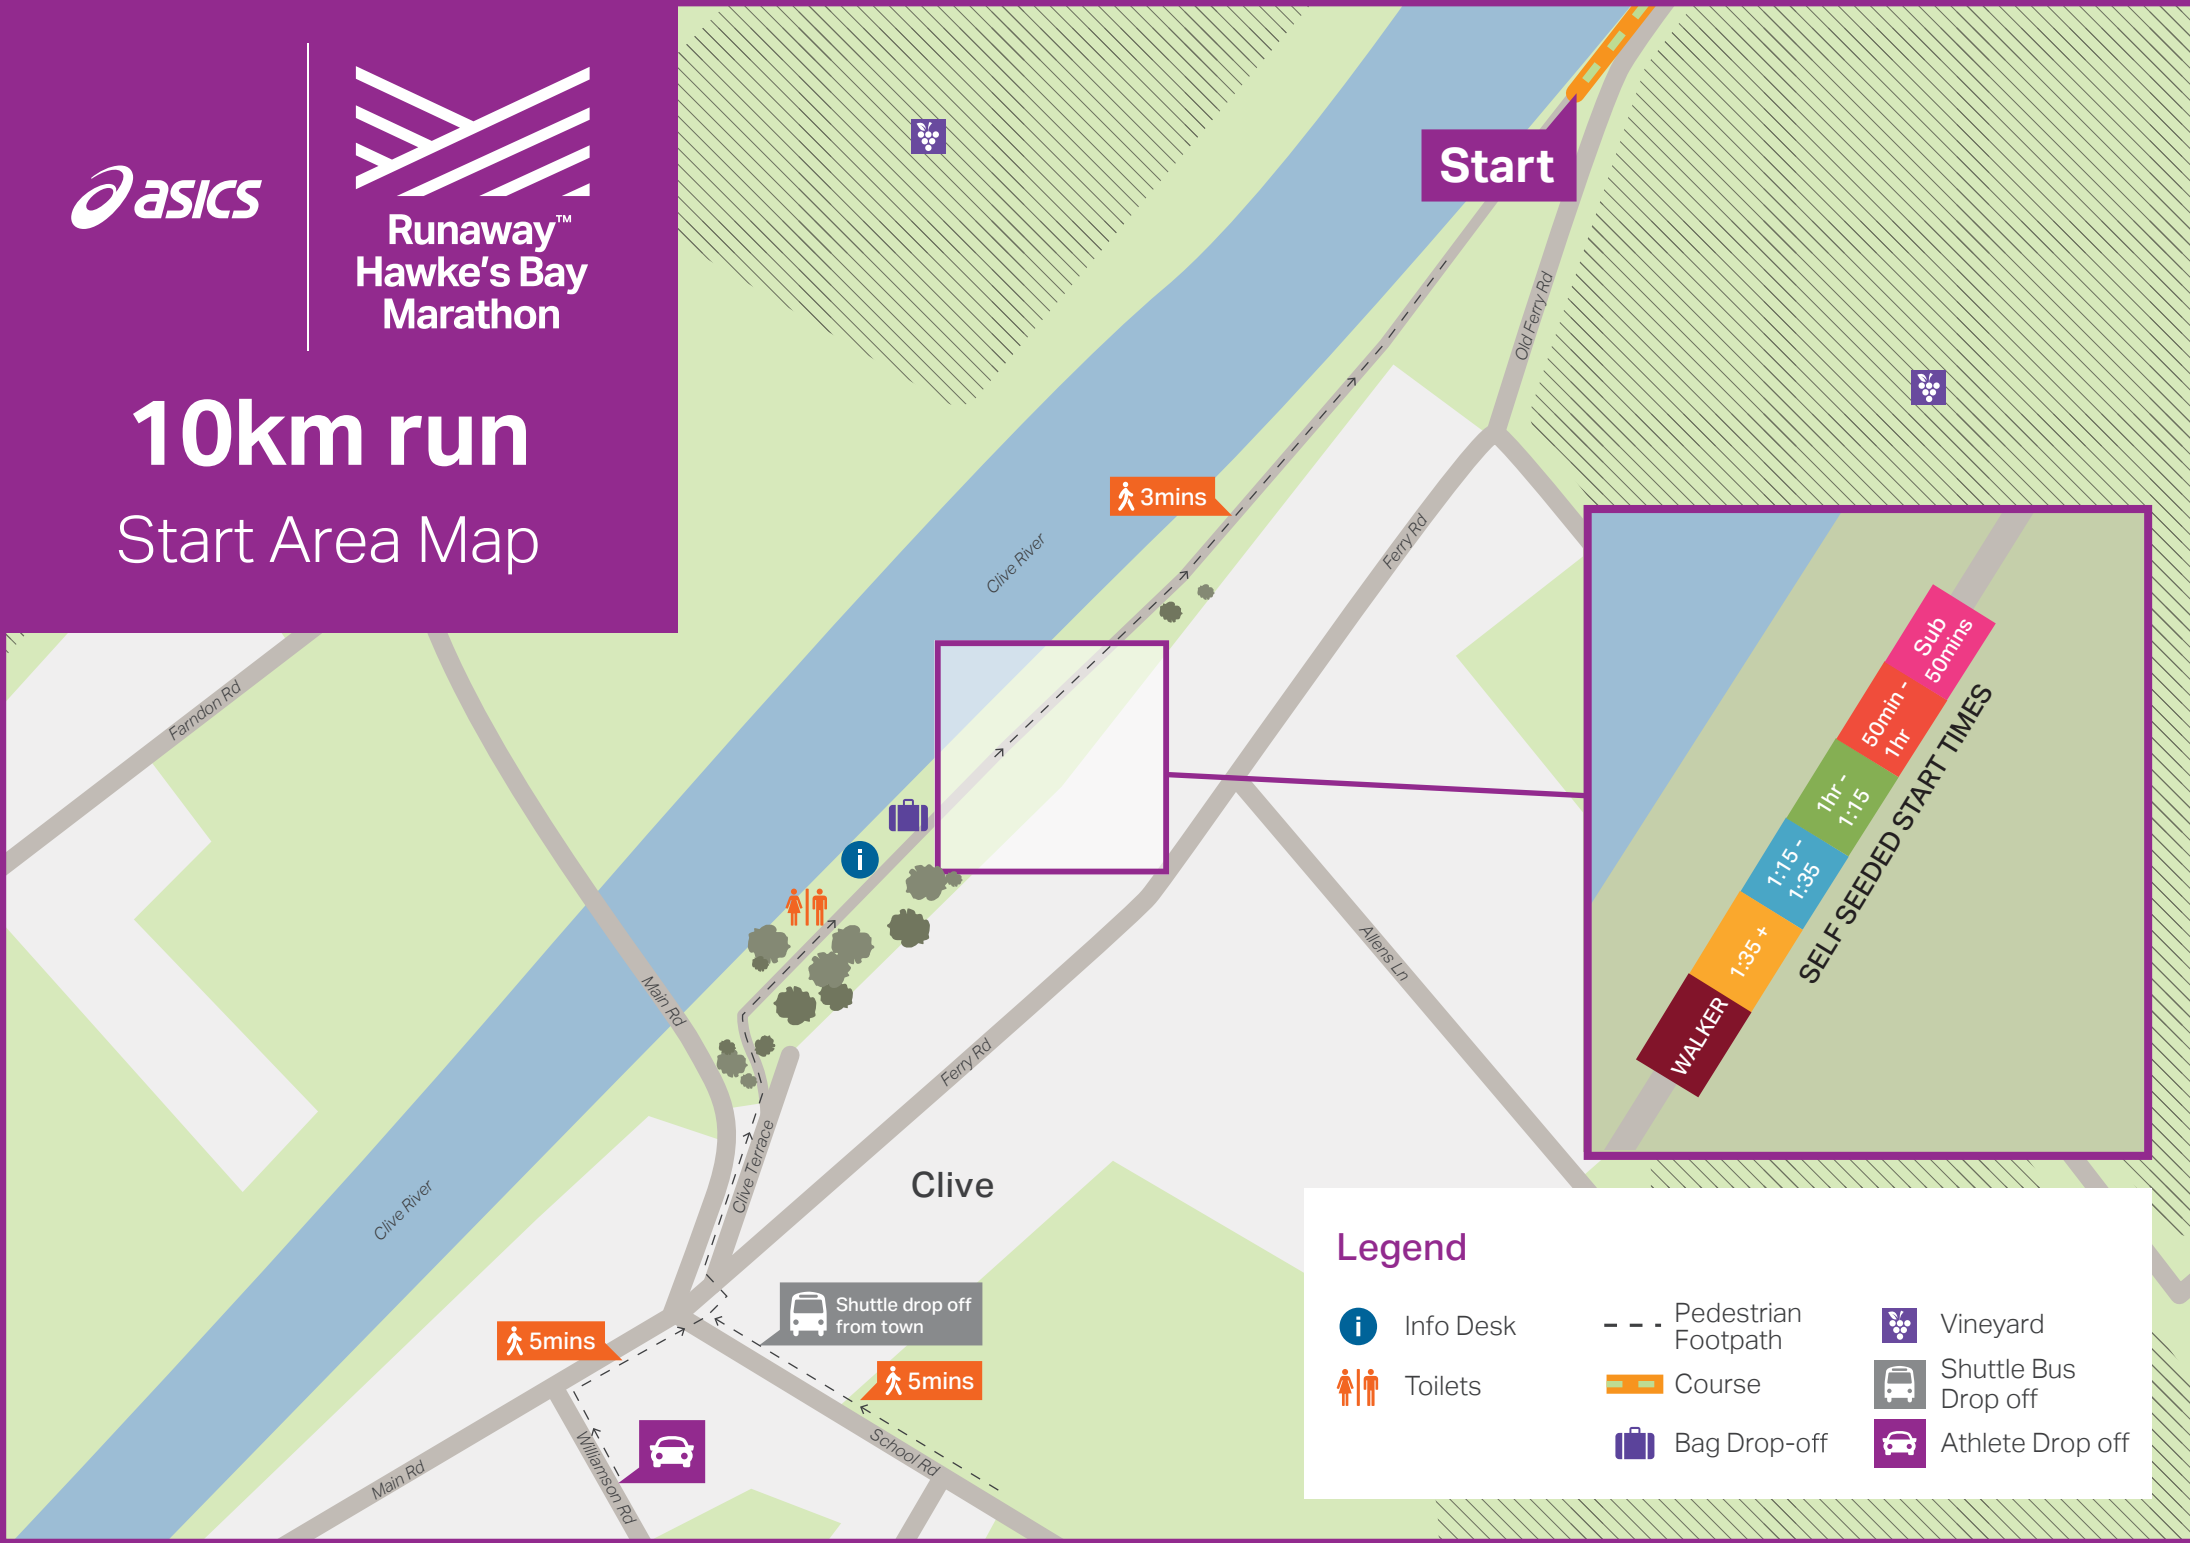 asics
Runaway™
Hawke's Bay
Marathon
10km run
Start Area Map
Start
Old Ferry Rd
3mins
Clive River
Ferry Rd
Farndon Rd
Sub
50mins
50min -
1hr
1hr -
1:15
1:15 -
1:35
1:35 +
WALKER
SELF SEEDED START TIMES
i
Main Rd
Allens Ln
Ferry Rd
Clive Terrace
Clive
Clive River
Shuttle drop off
from town
5mins
5mins
Main Rd
Williamson Rd
School Rd
Legend
i
Info Desk
Toilets
Pedestrian
Footpath
Course
Bag Drop-off
Vineyard
Shuttle Bus
Drop off
Athlete Drop off